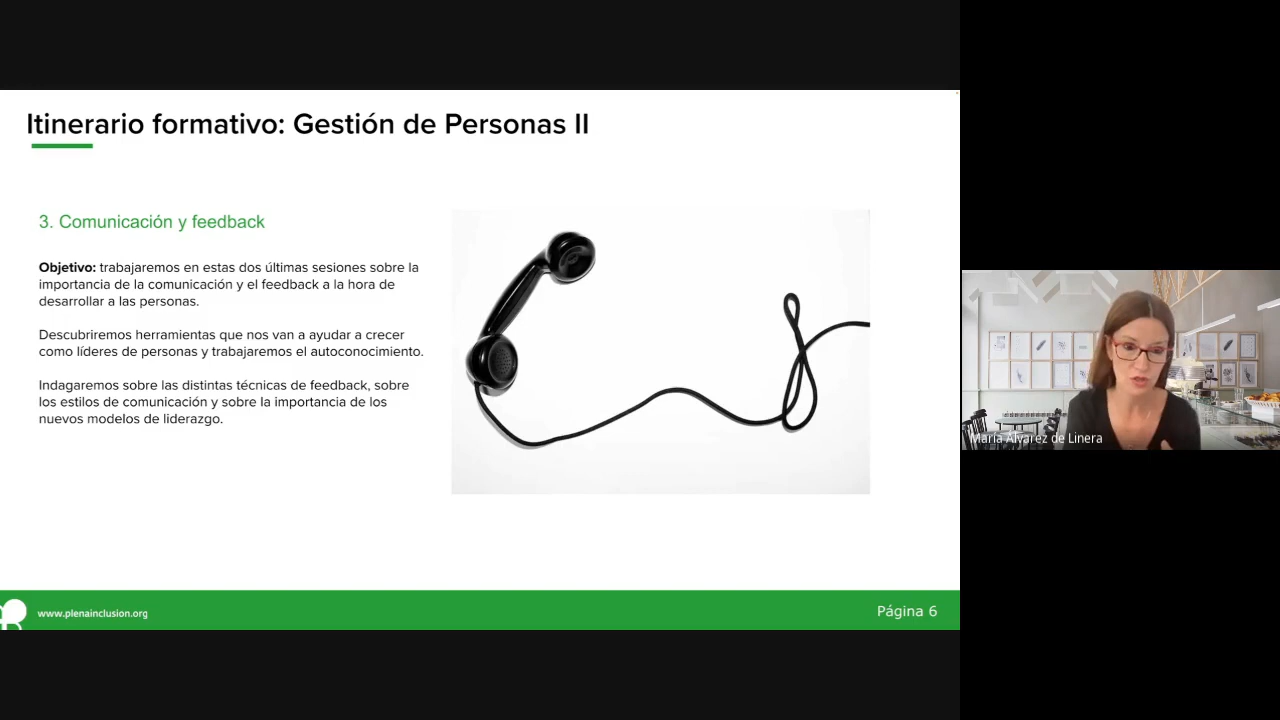 Itinerario formativo: Gestión de Personas II
3. Comunicación y feedback
Objetivo: trabajaremos en estas dos últimas sesiones sobre la
importancia de la comunicación y el feedback a la hora de
desarrollar a las personas.
Descubriremos herramientas que nos van a ayudar a crecer
como líderes de personas y trabajaremos el autoconocimiento.
Indagaremos sobre las distintas técnicas de feedback, sobre
los estilos de comunicación y sobre la importancia de los
nuevos modelos de liderazgo.
www.plenainclusion.org
Página 6
María Álvarez de Linera